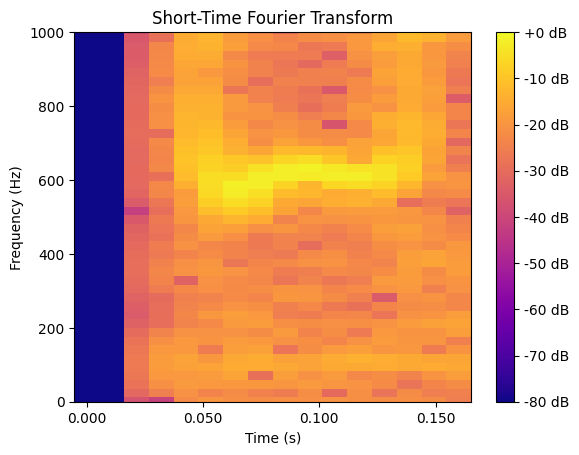 Short-Time Fourier Transform
Frequency (Hz)
1000
800
600
400
200
0
0.000
0.050
0.100
0.150
Time (s)
+0 dB
-10 dB
-20 dB
-30 dB
-40 dB
-50 dB
-60 dB
-70 dB
-80 dB